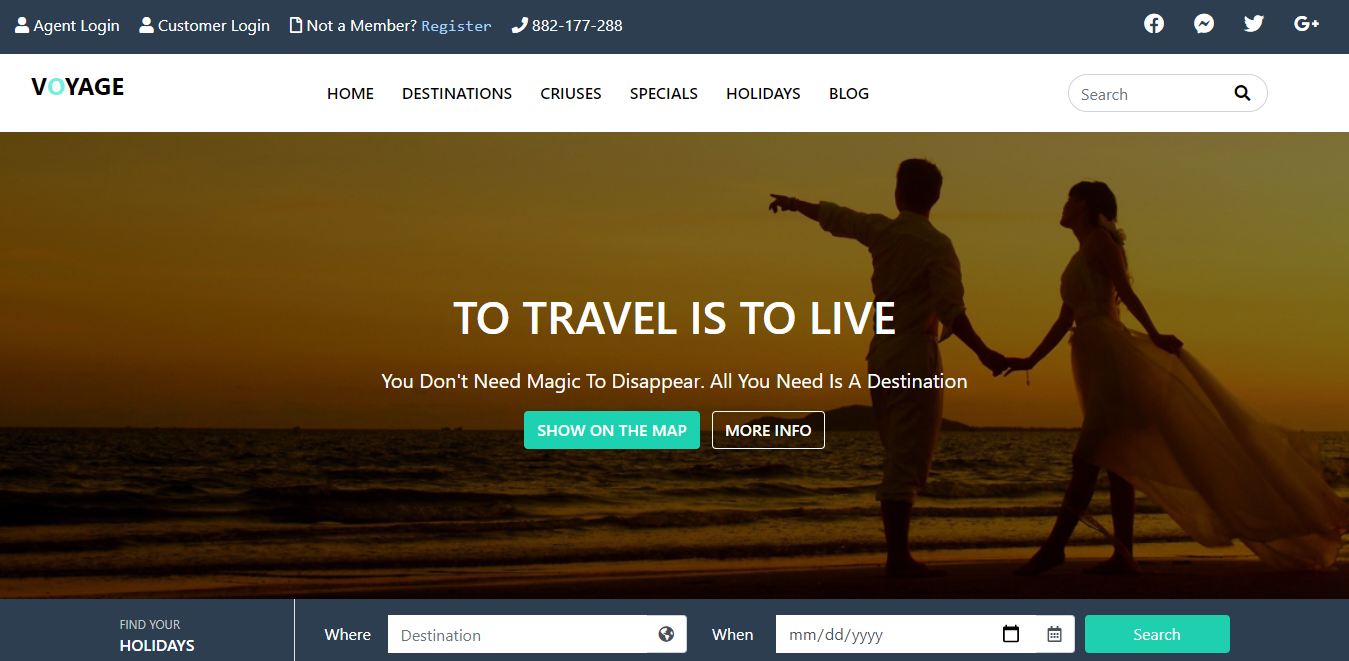 Agent Login Customer Login Not a Member? Register 882-177-288
VOYAGE HOME DESTINATIONS CRIUSES SPECIALS HOLIDAYS BLOG Search
TO TRAVEL IS TO LIVE
You Don't Need Magic To Disappear. All You Need Is A Destination
SHOW ON THE MAP MORE INFO
FIND YOUR
HOLIDAYS
Where Destination When mm/dd/yyyy Search